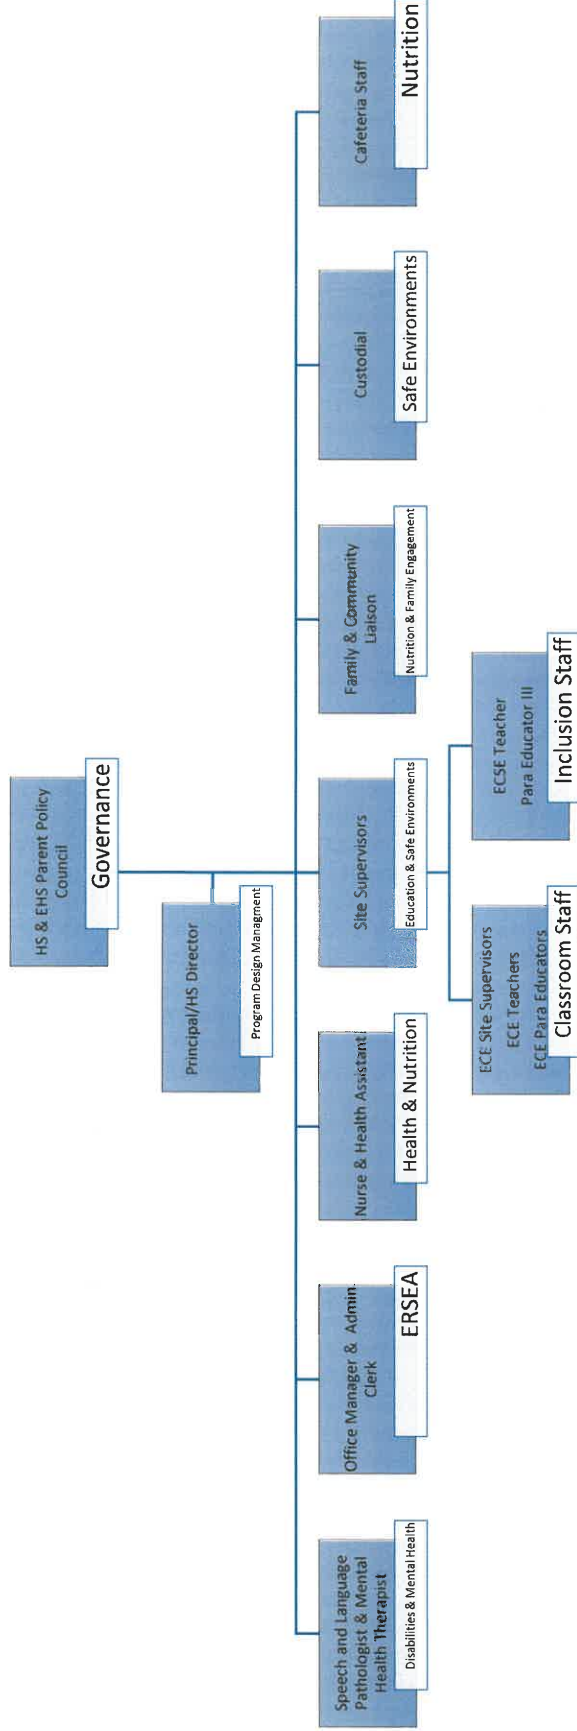 HS & EHS Parent Policy
Council
Governance
Principal/HS Director
Program Design Managment
Speech and Language
Pathologist & Mental
Health Therapist
Disabilities & Mental Health
Office Manager & Admin.
Clerk
ERSEA
Nurse & Health Assistant
Health & Nutrition
Site Supervisors
Education & Safe Environments
Family & Community
Liaison
Nutrition & Family Engagement
Custodial
Safe Environments
Cafeteria Staff
Nutrition
ECE Site Supervisors
ECE Teachers
ECE Para Educators
Classroom Staff
ECSE Teacher
Para Educator III
Inclusion Staff